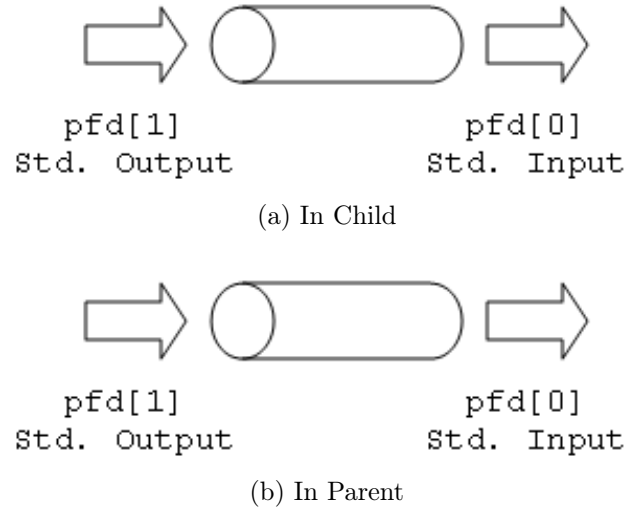 pfd[1] pfd[0]
Std. Output Std. Input
(a) In Child
pfd[1] pfd[0]
Std. Output Std. Input
(b) In Parent